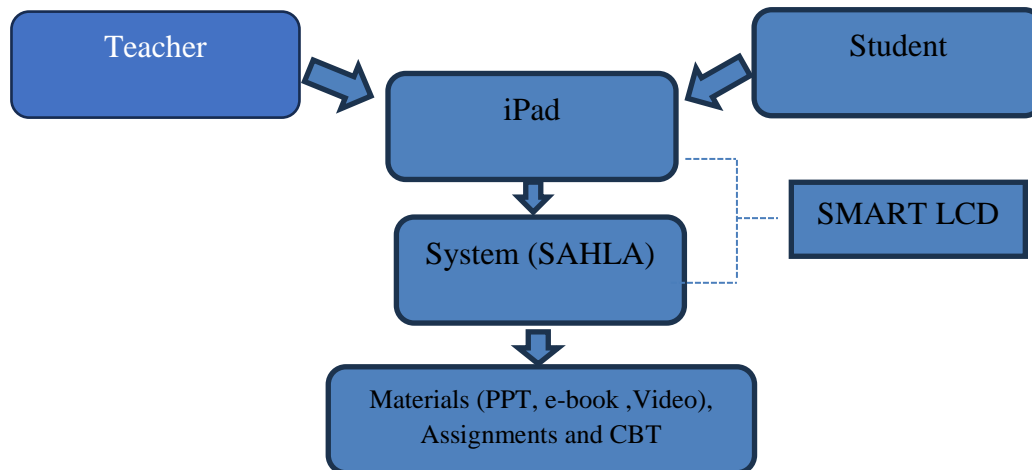 Teacher
Student
iPad
SMART LCD
System (SAHLA)
Materials (PPT, e-book ,Video),
Assignments and CBT